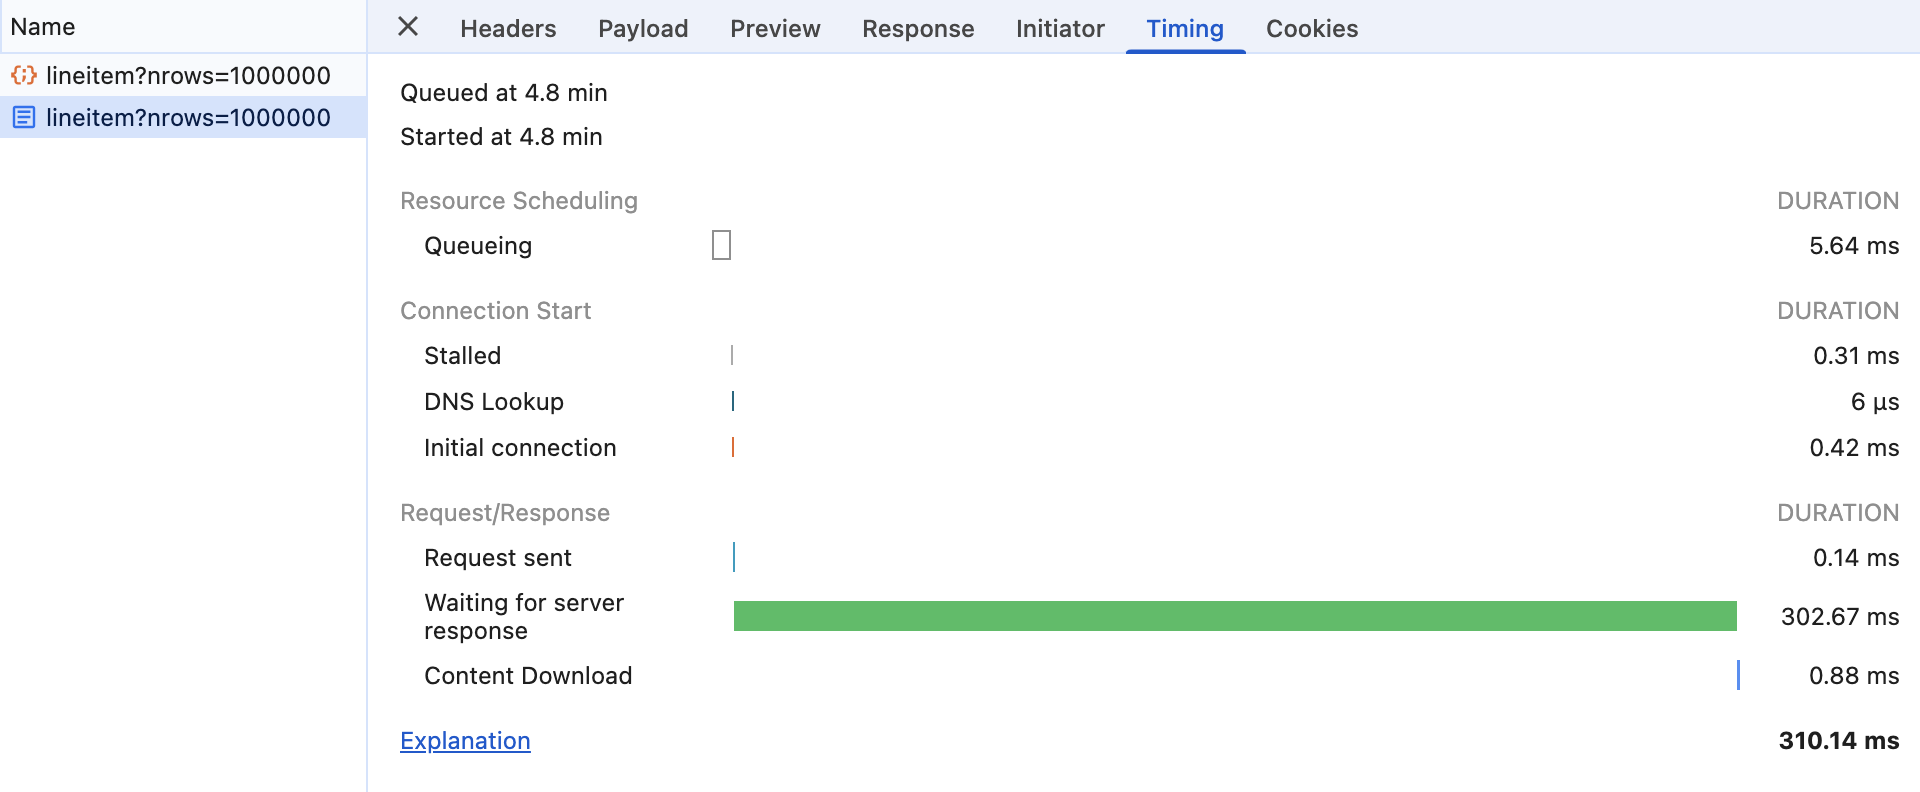 Name
Headers Payload Preview Response Initiator Timing Cookies
lineitem?nrows=1000000
lineitem?nrows=1000000
Queued at 4.8 min
Started at 4.8 min
Resource Scheduling DURATION
Queueing 5.64 ms
Connection Start DURATION
Stalled 0.31 ms
DNS Lookup 6 μs
Initial connection 0.42 ms
Request/Response DURATION
Request sent 0.14 ms
Waiting for server
response 302.67 ms
Content Download 0.88 ms
Explanation 310.14 ms